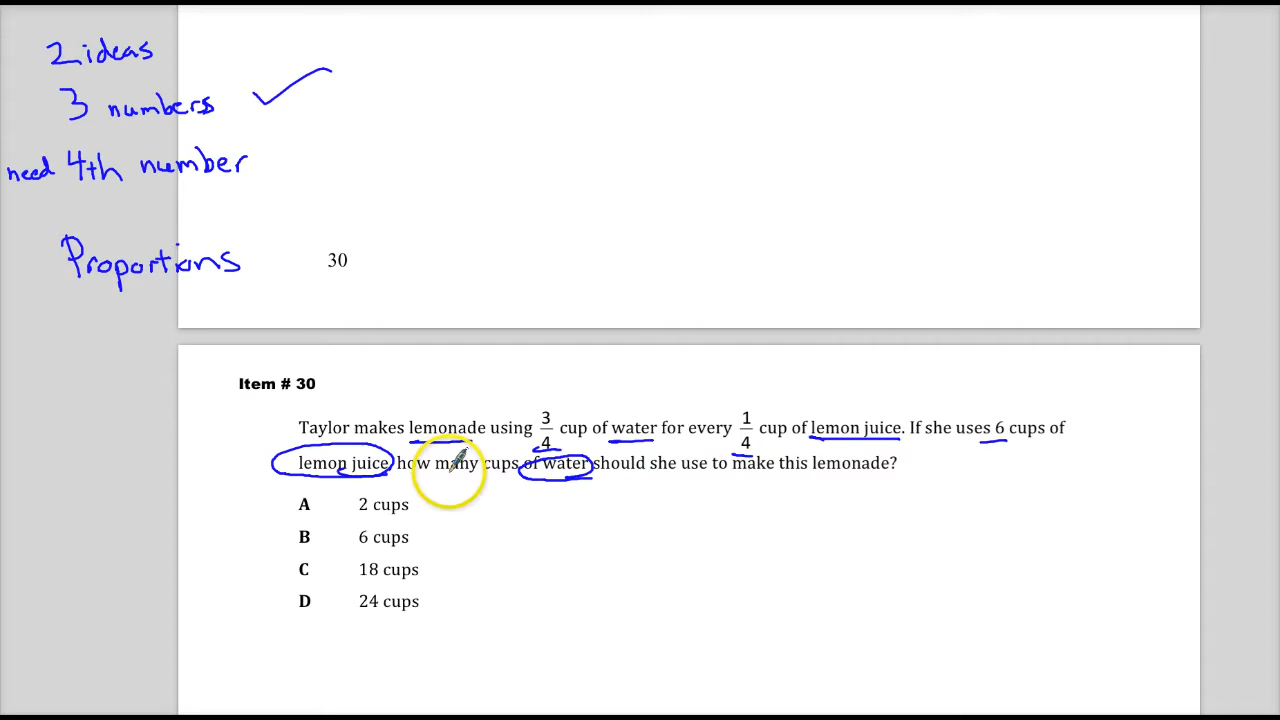 2 ideas
3 numbers
need 4th number
Proportions
30
Item # 30
Taylor makes lemonade using 3/4 cup of water for every 1/4 cup of lemon juice. If she uses 6 cups of
lemon juice, how many cups of water should she use to make this lemonade?
A 2 cups
B 6 cups
C 18 cups
D 24 cups